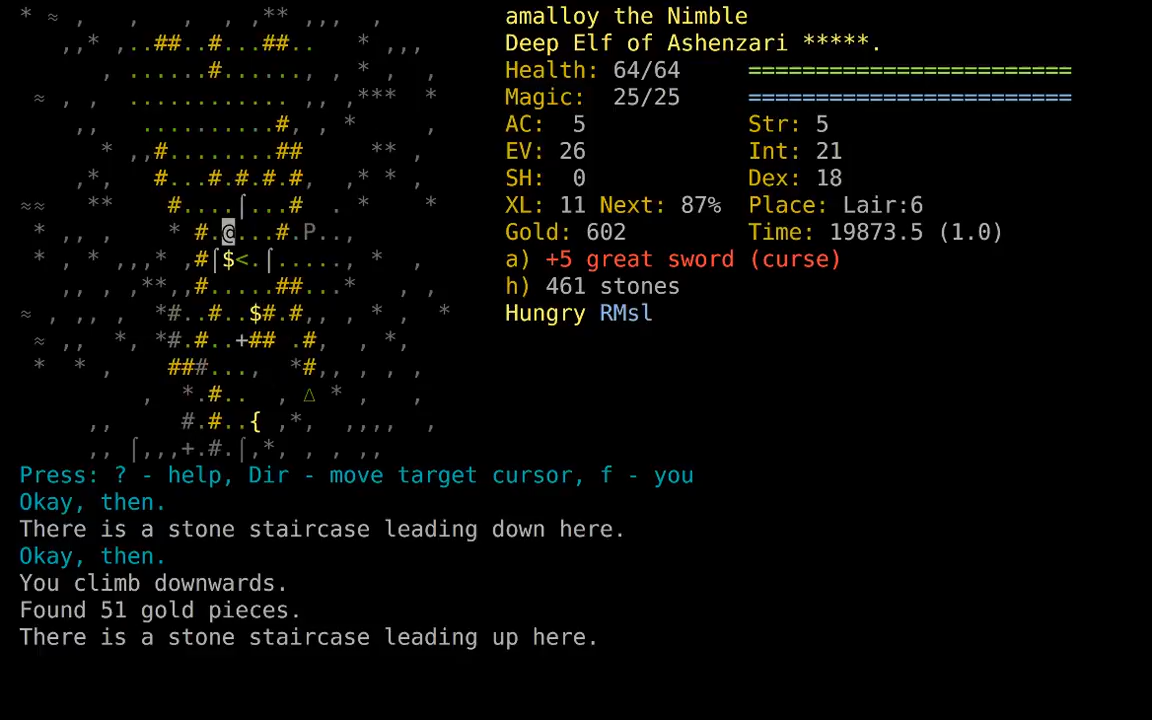 * ≈ ,    ,    , ,** ,,,  ,    amalloy the Nimble
,,* ,..##..#...##..   * ,,,    Deep Elf of Ashenzari *****.
, ......#......, , * ,  ,    Health: 64/64    ========================
≈ , ,  ............ ,, ,***  *    Magic:  25/25    ========================
,,   ..........#, , *     ,    AC:  5    Str: 5
* ,,#........##     ** ,    EV: 26    Int: 21
,*,   #...#.#.#.#,   ,* * ,    SH:  0    Dex: 18
≈≈   **    #....⌠...#  . *    *    XL: 11 Next: 87%    Place: Lair:6
* ,, ,    * #.@...#.P..,    Gold: 602    Time: 19873.5 (1.0)
* , * ,,,* ,#⌠$<.⌠.....,  *  ,    a) +5 great sword (curse)
,, , ,**,,#.....##...*   , ,    h) 461 stones
≈ , ,, ,   *#..#..$#.#,, , * ,  *    Hungry RMsl
≈ ,,  *, *#.#..+## .#,   , *,
*  * ,    ###...,  *#,, , , ,
,  *.#..  , ∆ * ,   ,
,,     #.#..{ ,*,   ,,,, ,
,, ⌠,,,+.#.⌠,*, , , ,,
Press: ? - help, Dir - move target cursor, f - you
Okay, then.
There is a stone staircase leading down here.
Okay, then.
You climb downwards.
Found 51 gold pieces.
There is a stone staircase leading up here.